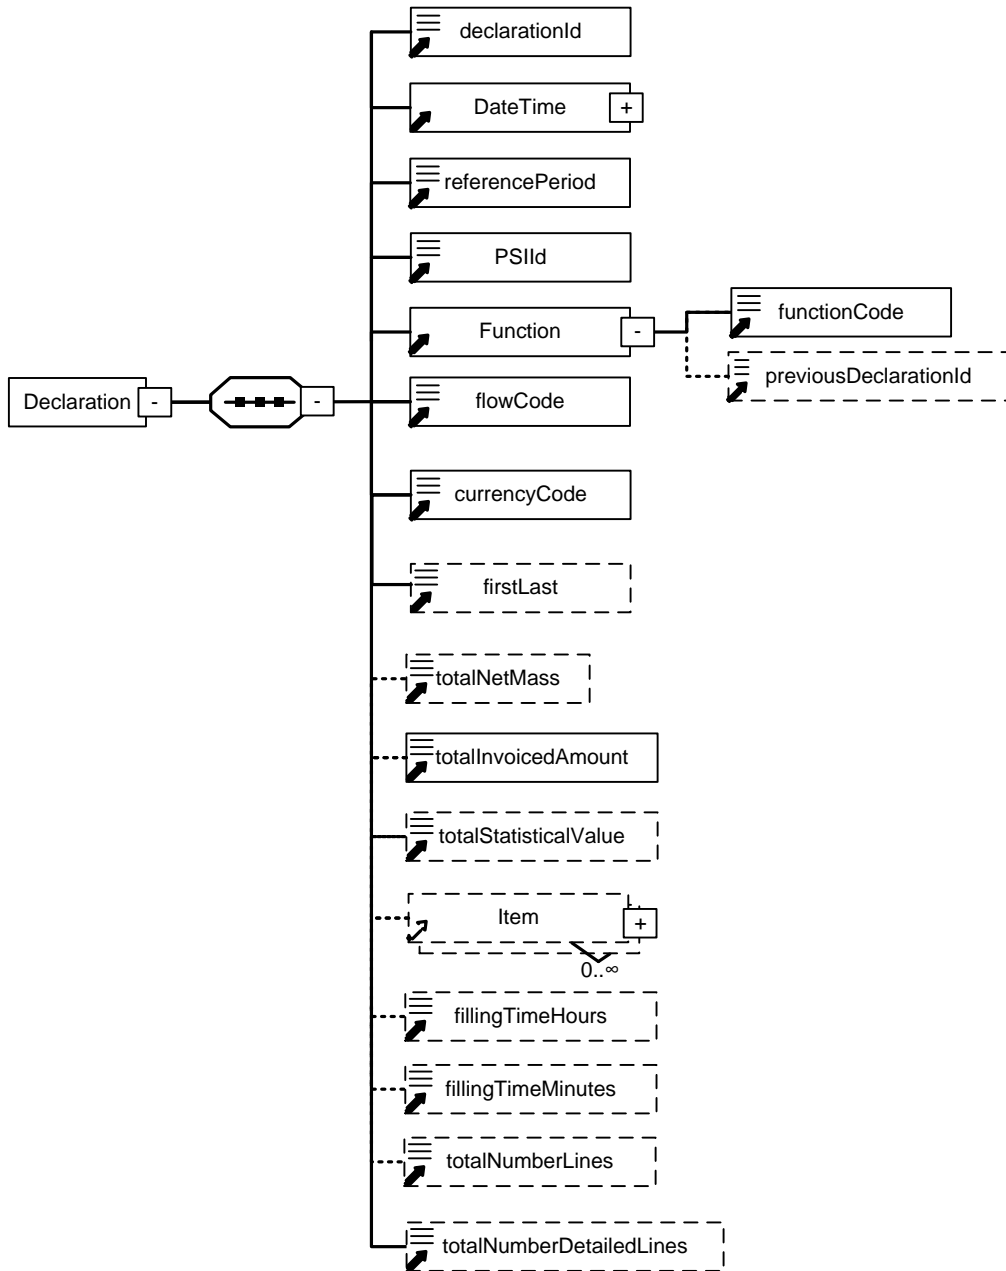 declarationId
DateTime
+
referencePeriod
PSIId
Function
-
functionCode
previousDeclarationId
Declaration
-
-
flowCode
currencyCode
firstLast
totalNetMass
totalInvoicedAmount
totalStatisticalValue
Item
+
0..∞
fillingTimeHours
fillingTimeMinutes
totalNumberLines
totalNumberDetailedLines